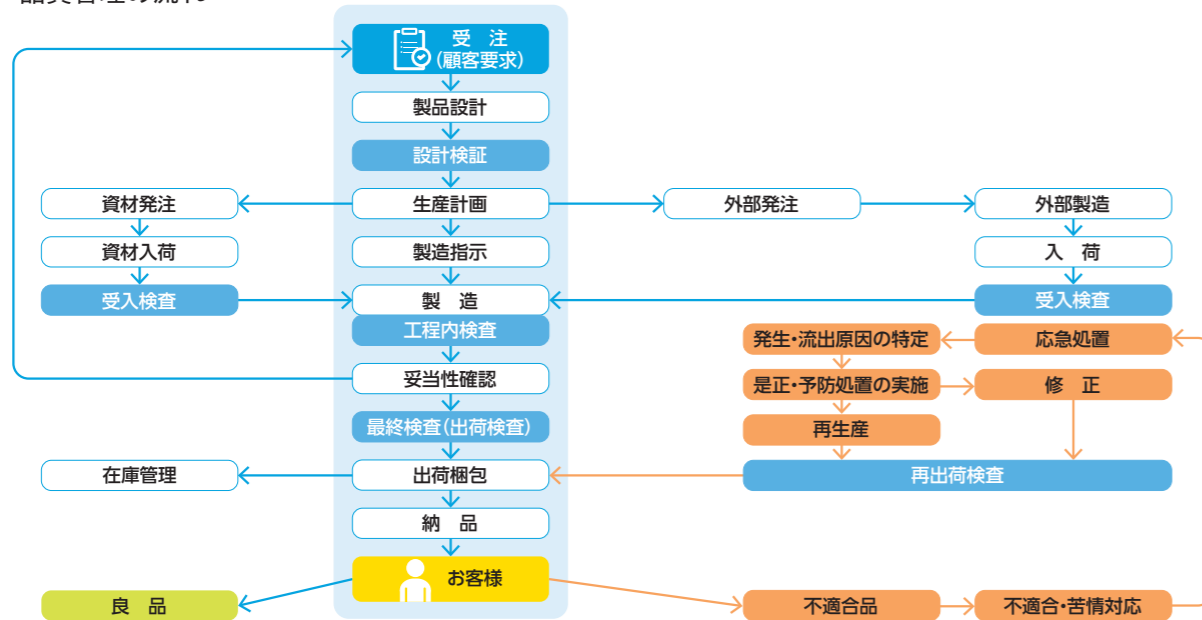 受 注
(顧客要求)
製品設計
設計検証
資材発注
生産計画
外部発注
外部製造
資材入荷
製造指示
入 荷
受入検査
製 造
受入検査
工程内検査
発生・流出原因の特定
応急処置
妥当性確認
是正・予防処置の実施
修 正
最終検査(出荷検査)
再生産
在庫管理
出荷梱包
再出荷検査
納 品
お客様
良 品
不適合品
不適合・苦情対応